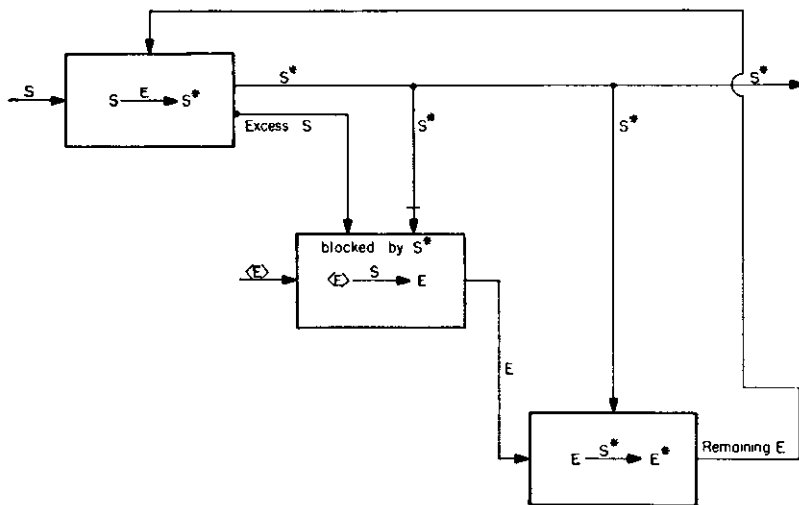 S
S E S*
S*
S*
Excess S
S*
S*
blocked by S*
⟨E⟩
⟨E⟩ S E
E
E S* E*
Remaining E